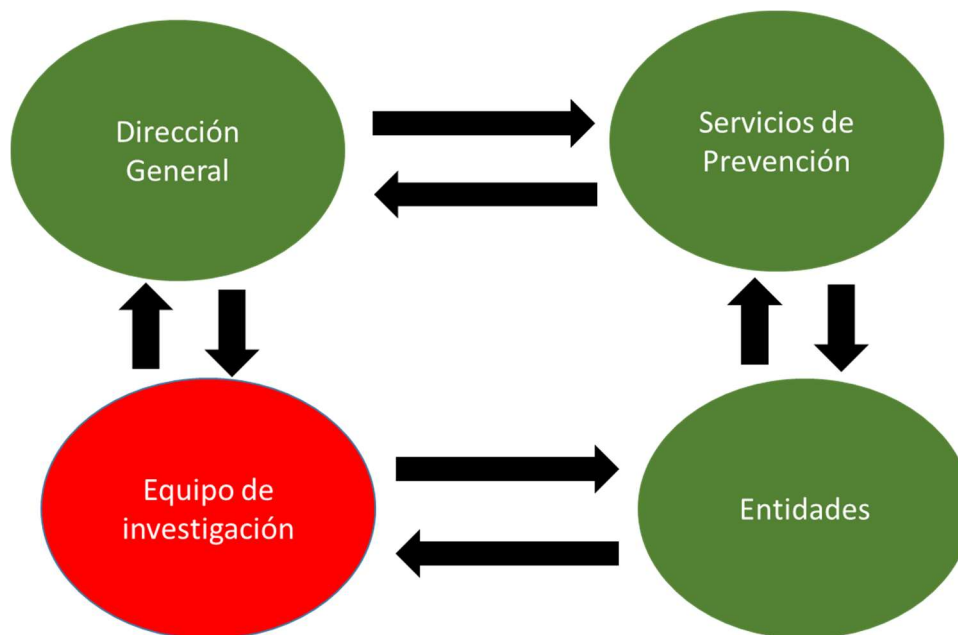 Dirección
General
Servicios de
Prevención
Equipo de
investigación
Entidades